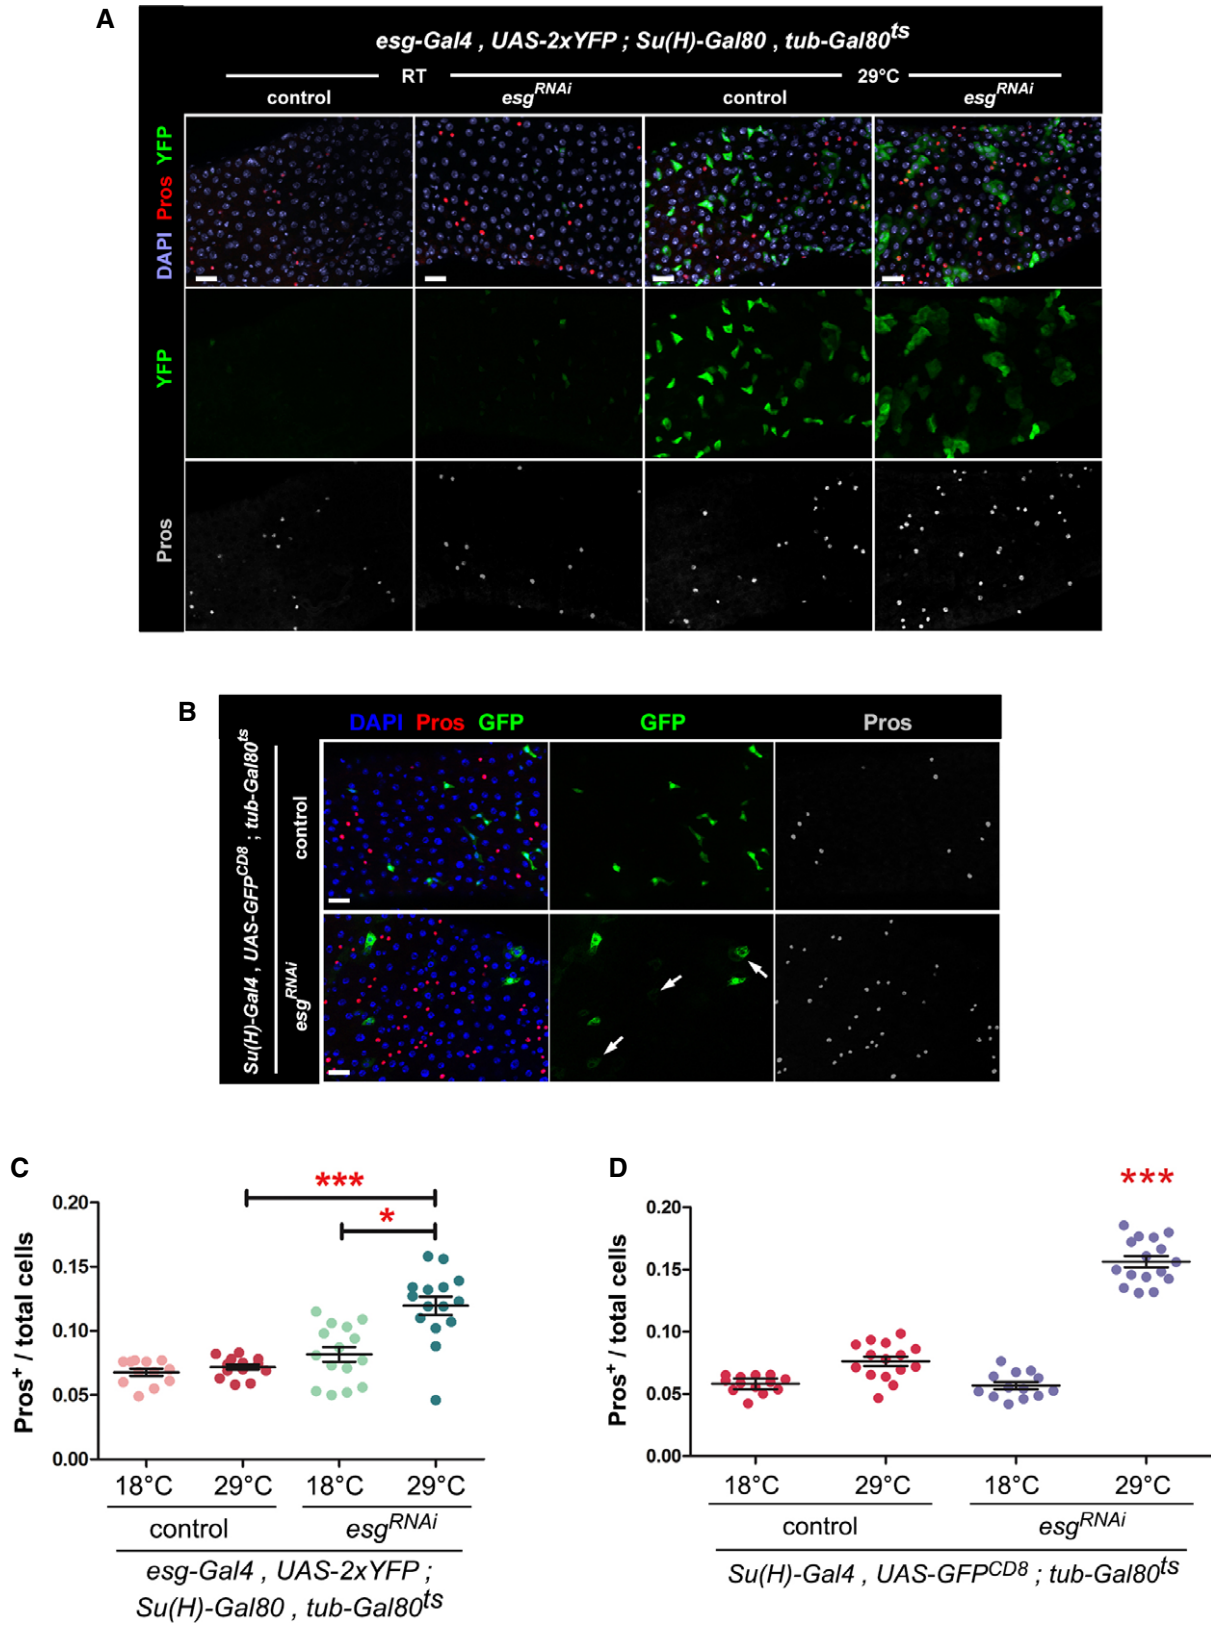 A
esg-Gal4 , UAS-2xYFP ; Su(H)-Gal80 , tub-Gal80ts
RT
29°C
control
esgRNAi
control
esgRNAi
DAPI Pros YFP
YFP
Pros
B
DAPI Pros GFP
GFP
Pros
Su(H)-Gal4 , UAS-GFPCD8 ; tub-Gal80ts
control
esgRNAi
C
***
*
Pros+ / total cells
0.20
0.15
0.10
0.05
0.00
18°C
29°C
18°C
29°C
control
esgRNAi
esg-Gal4 , UAS-2xYFP ;
Su(H)-Gal80 , tub-Gal80ts
D
***
Pros+ / total cells
0.20
0.15
0.10
0.05
0.00
18°C
29°C
18°C
29°C
control
esgRNAi
Su(H)-Gal4 , UAS-GFPCD8 ; tub-Gal80ts